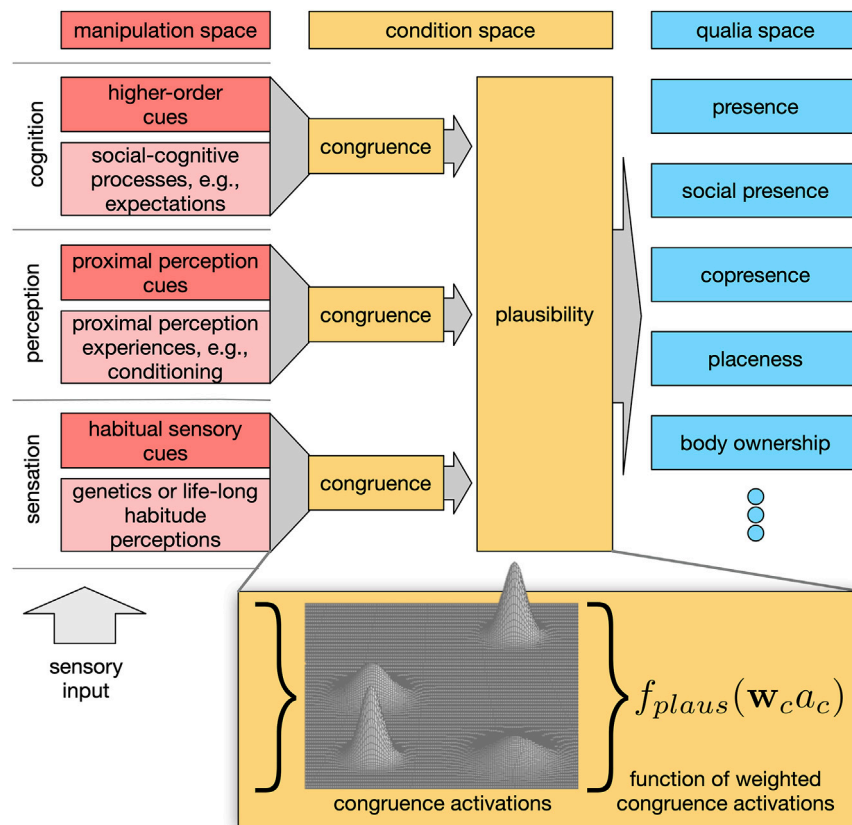 manipulation space
condition space
qualia space
cognition
higher-order
cues
social-cognitive
processes, e.g.,
expectations
congruence
perception
proximal perception
cues
proximal perception
experiences, e.g.,
conditioning
congruence
sensation
habitual sensory
cues
genetics or life-long
habitude
perceptions
congruence
plausibility
presence
social presence
copresence
placeness
body ownership
sensory
input
congruence activations
f_{plaus}(w_c a_c)
function of weighted
congruence activations